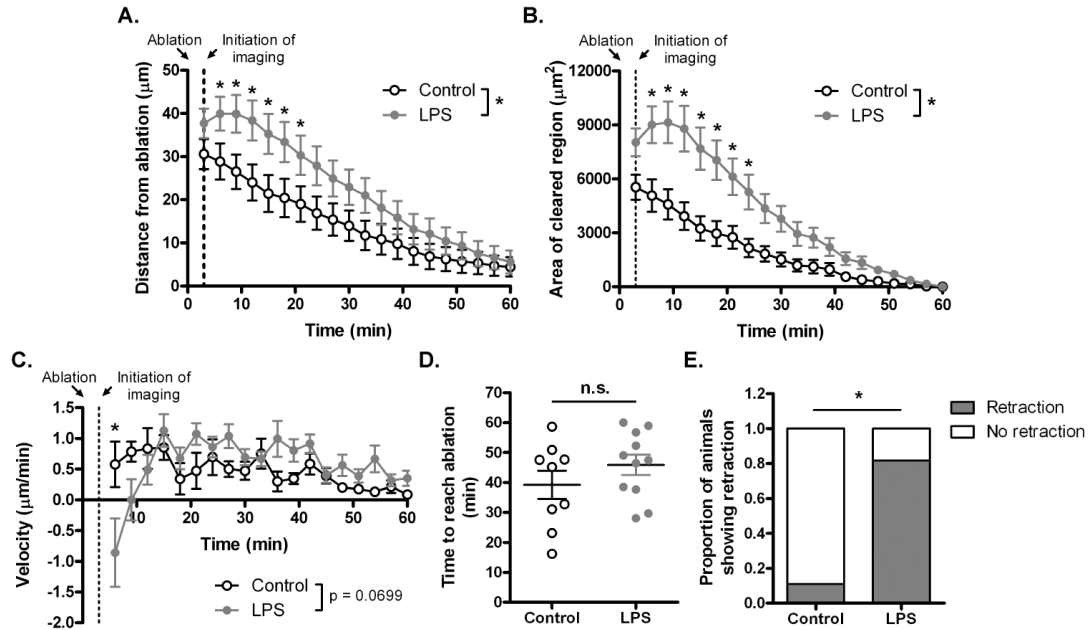 A.
Ablation
Initiation of
imaging
Distance from ablation (μm)
50
40
30
20
10
0
* * * * * *
Control
LPS
*
0 10 20 30 40 50 60
Time (min)
B.
Ablation
Initiation of
imaging
Area of cleared region (μm²)
12000
9000
6000
3000
0
* * * * * * *
Control
LPS
*
0 10 20 30 40 50 60
Time (min)
C.
Ablation
Initiation of
imaging
Velocity (μm/min)
1.5
1.0
0.5
0.0
-0.5
-1.0
-1.5
-2.0
*
10 20 30 40 50 60
Time (min)
Control
LPS
p = 0.0699
D.
Time to reach ablation
(min)
70
60
50
40
30
20
10
0
n.s.
Control LPS
E.
Proportion of animals
showing retraction
1.2
1.0
0.8
0.6
0.4
0.2
0.0
*
Control LPS
Retraction
No retraction